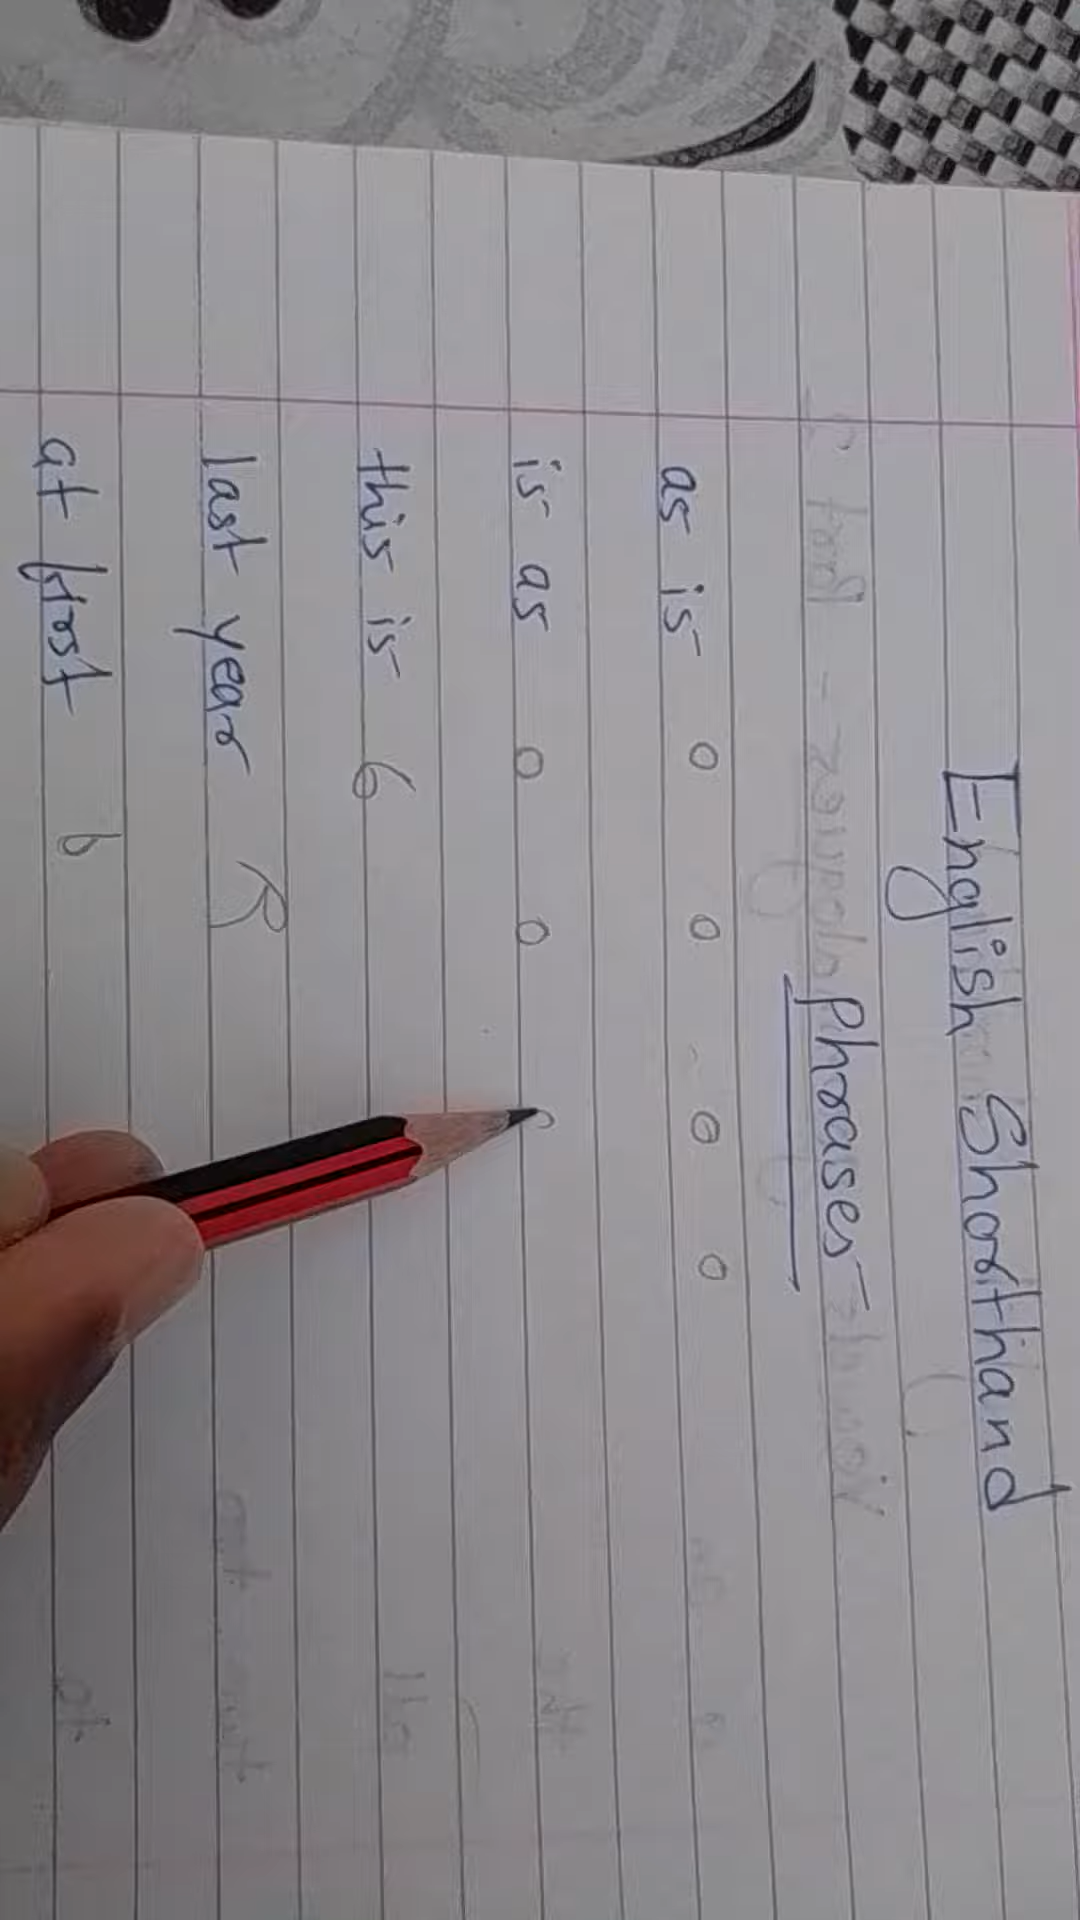 English Shorthand
Phrases
as is
is as
this is
last year
at first